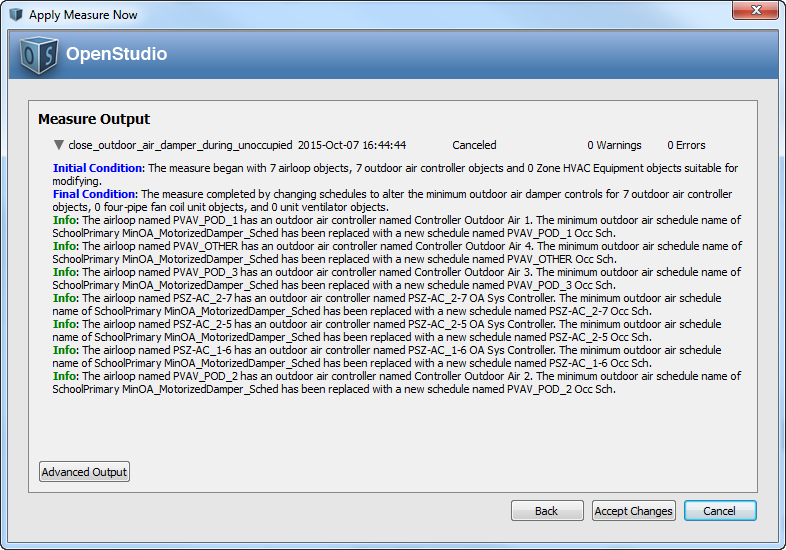 Apply Measure Now
OS OpenStudio
Measure Output
close_outdoor_air_damper_during_unoccupied 2015-Oct-07 16:44:44 Canceled 0 Warnings 0 Errors
Initial Condition: The measure began with 7 airloop objects, 7 outdoor air controller objects and 0 Zone HVAC Equipment objects suitable for
modifying.
Final Condition: The measure completed by changing schedules to alter the minimum outdoor air damper controls for 7 outdoor air controller
objects, 0 four-pipe fan coil unit objects, and 0 unit ventilator objects.
Info: The airloop named PVAV_POD_1 has an outdoor air controller named Controller Outdoor Air 1. The minimum outdoor air schedule name of
SchoolPrimary MinOA_MotorizedDamper_Sched has been replaced with a new schedule named PVAV_POD_1 Occ Sch.
Info: The airloop named PVAV_OTHER has an outdoor air controller named Controller Outdoor Air 4. The minimum outdoor air schedule name of
SchoolPrimary MinOA_MotorizedDamper_Sched has been replaced with a new schedule named PVAV_OTHER Occ Sch.
Info: The airloop named PVAV_POD_3 has an outdoor air controller named Controller Outdoor Air 3. The minimum outdoor air schedule name of
SchoolPrimary MinOA_MotorizedDamper_Sched has been replaced with a new schedule named PVAV_POD_3 Occ Sch.
Info: The airloop named PSZ-AC_2-7 has an outdoor air controller named PSZ-AC_2-7 OA Sys Controller. The minimum outdoor air schedule
name of SchoolPrimary MinOA_MotorizedDamper_Sched has been replaced with a new schedule named PSZ-AC_2-7 Occ Sch.
Info: The airloop named PSZ-AC_2-5 has an outdoor air controller named PSZ-AC_2-5 OA Sys Controller. The minimum outdoor air schedule
name of SchoolPrimary MinOA_MotorizedDamper_Sched has been replaced with a new schedule named PSZ-AC_2-5 Occ Sch.
Info: The airloop named PSZ-AC_1-6 has an outdoor air controller named PSZ-AC_1-6 OA Sys Controller. The minimum outdoor air schedule
name of SchoolPrimary MinOA_MotorizedDamper_Sched has been replaced with a new schedule named PSZ-AC_1-6 Occ Sch.
Info: The airloop named PVAV_POD_2 has an outdoor air controller named Controller Outdoor Air 2. The minimum outdoor air schedule name of
SchoolPrimary MinOA_MotorizedDamper_Sched has been replaced with a new schedule named PVAV_POD_2 Occ Sch.
Advanced Output
Back Accept Changes Cancel